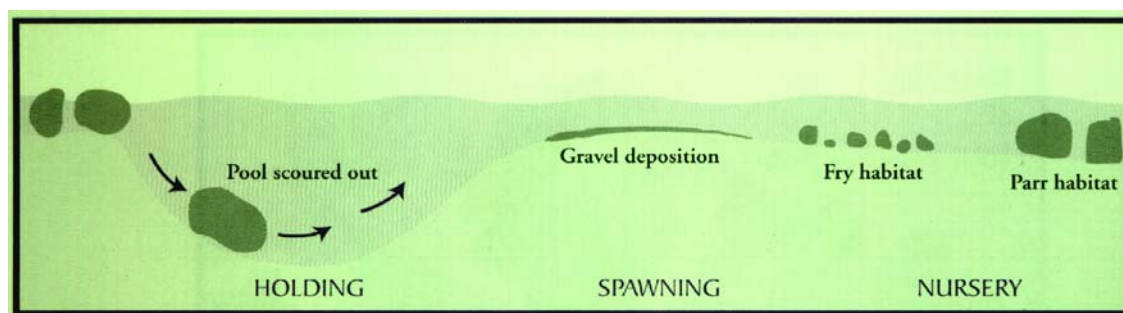 Pool scoured out
Gravel deposition
Fry habitat
Parr habitat
HOLDING
SPAWNING
NURSERY